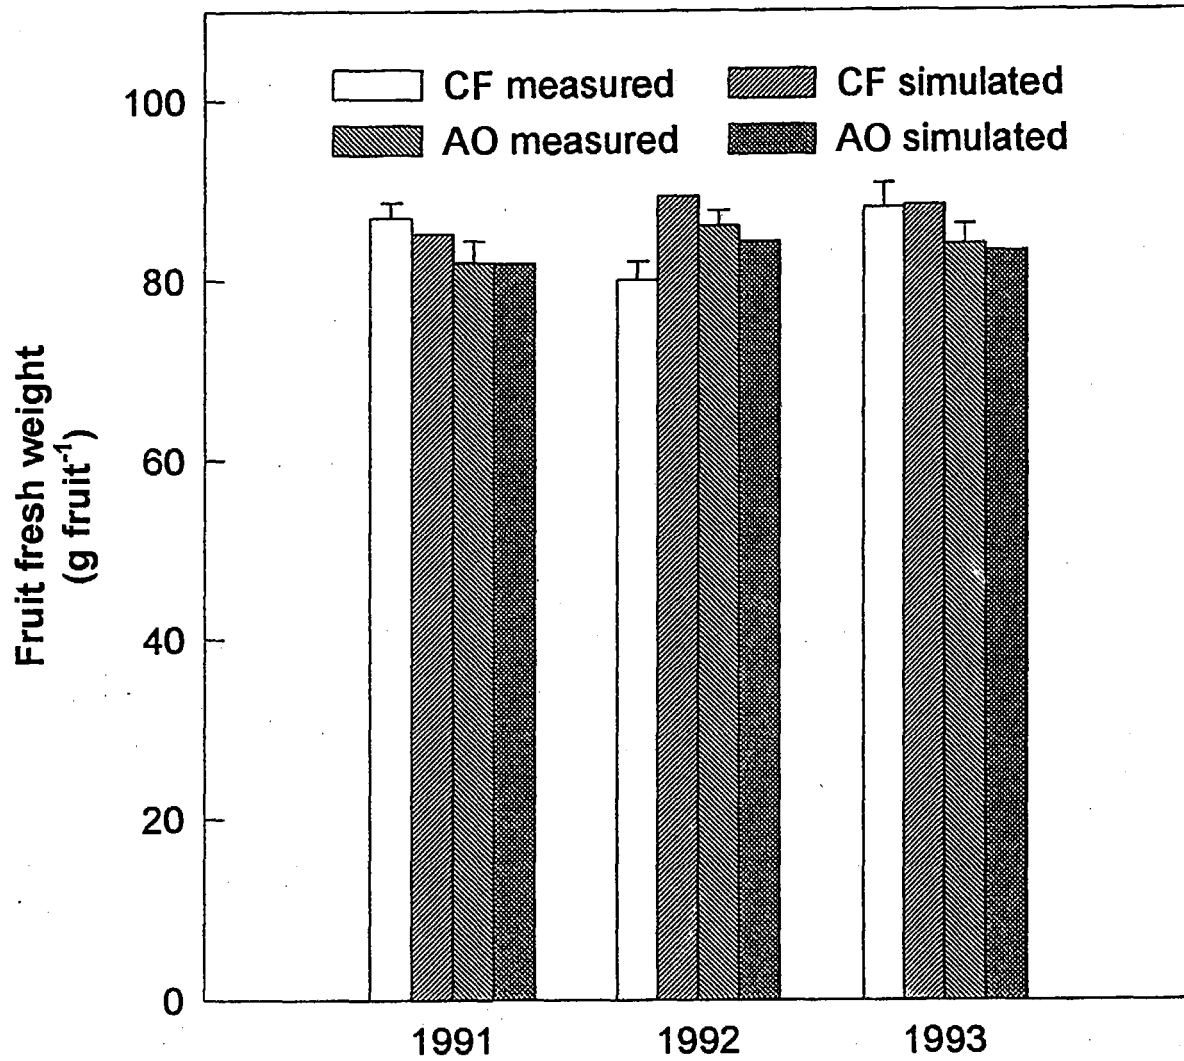 Fruit fresh weight
(g fruit⁻¹)
100
80
60
40
20
0
CF measured
CF simulated
AO measured
AO simulated
1991
1992
1993